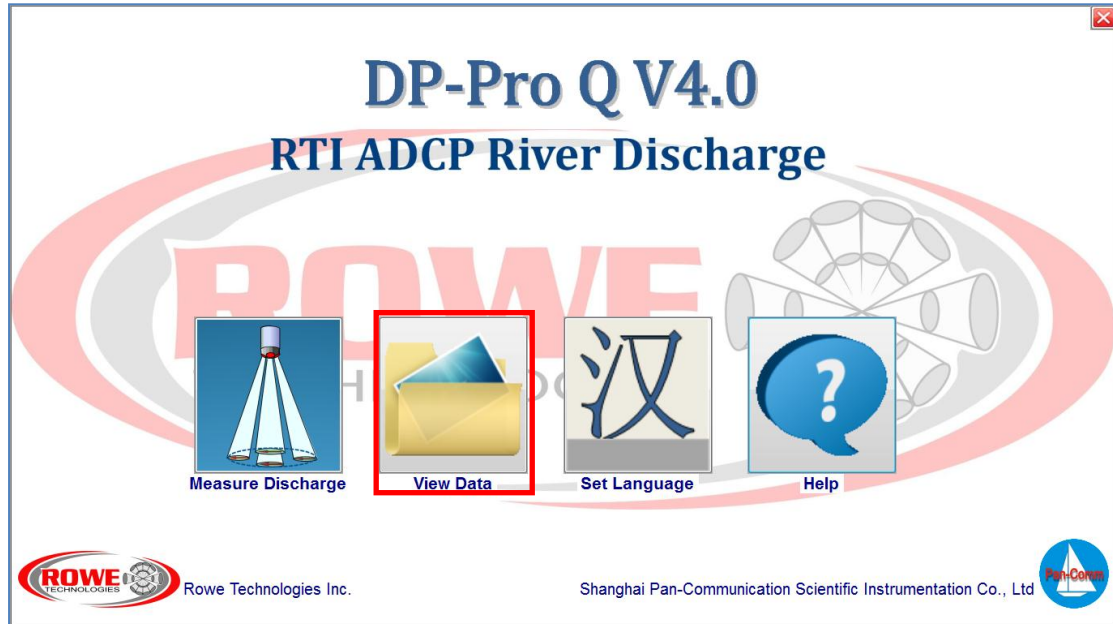 DP-Pro Q V4.0
RTI ADCP River Discharge
ROWE
汉
?
Measure Discharge
View Data
Set Language
Help
ROWE
TECHNOLOGIES
Rowe Technologies Inc.
Shanghai Pan-Communication Scientific Instrumentation Co., Ltd
Pan-Comm